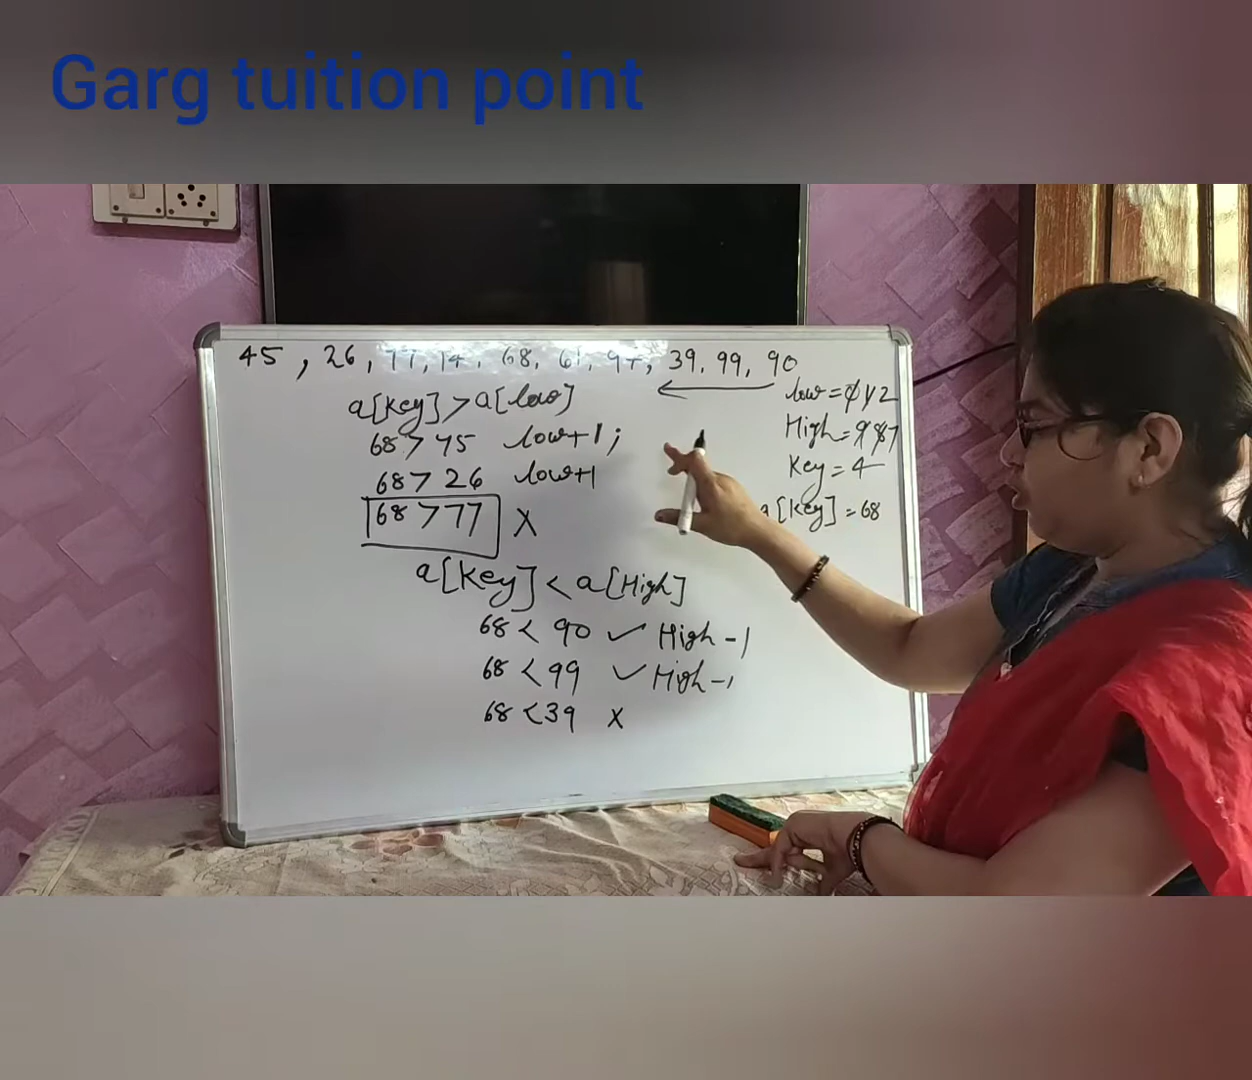 Garg tuition point
45 , 26, 77, 14, 68, 61, 97, 39, 99, 90
a[Key] > a[low]
68 > 45 low+1;
68 > 26 low+1
68 > 77 X
a[Key] < a[High]
68 < 90 ✓ High-1
68 < 99 ✓ High-1
68 < 39 X
low = 0 1 2
High = 9 8 7
Key = 4
a[Key] = 68